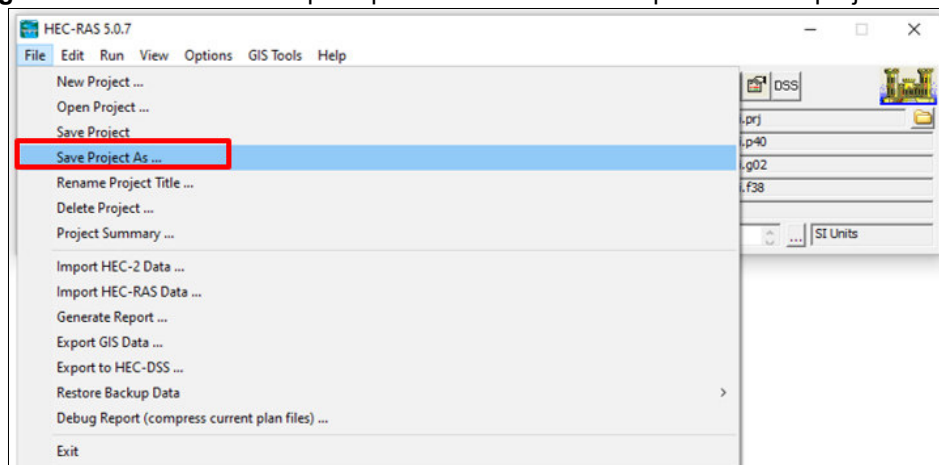 HEC-RAS 5.0.7
File Edit Run View Options GIS Tools Help
New Project ...
DSS
Open Project ...
.prj
Save Project
.p40
Save Project As ...
.g02
Rename Project Title ...
.f38
Delete Project ...
Project Summary ...
... SI Units
Import HEC-2 Data ...
Import HEC-RAS Data ...
Generate Report ...
Export GIS Data ...
Export to HEC-DSS ...
Restore Backup Data >
Debug Report (compress current plan files) ...
Exit